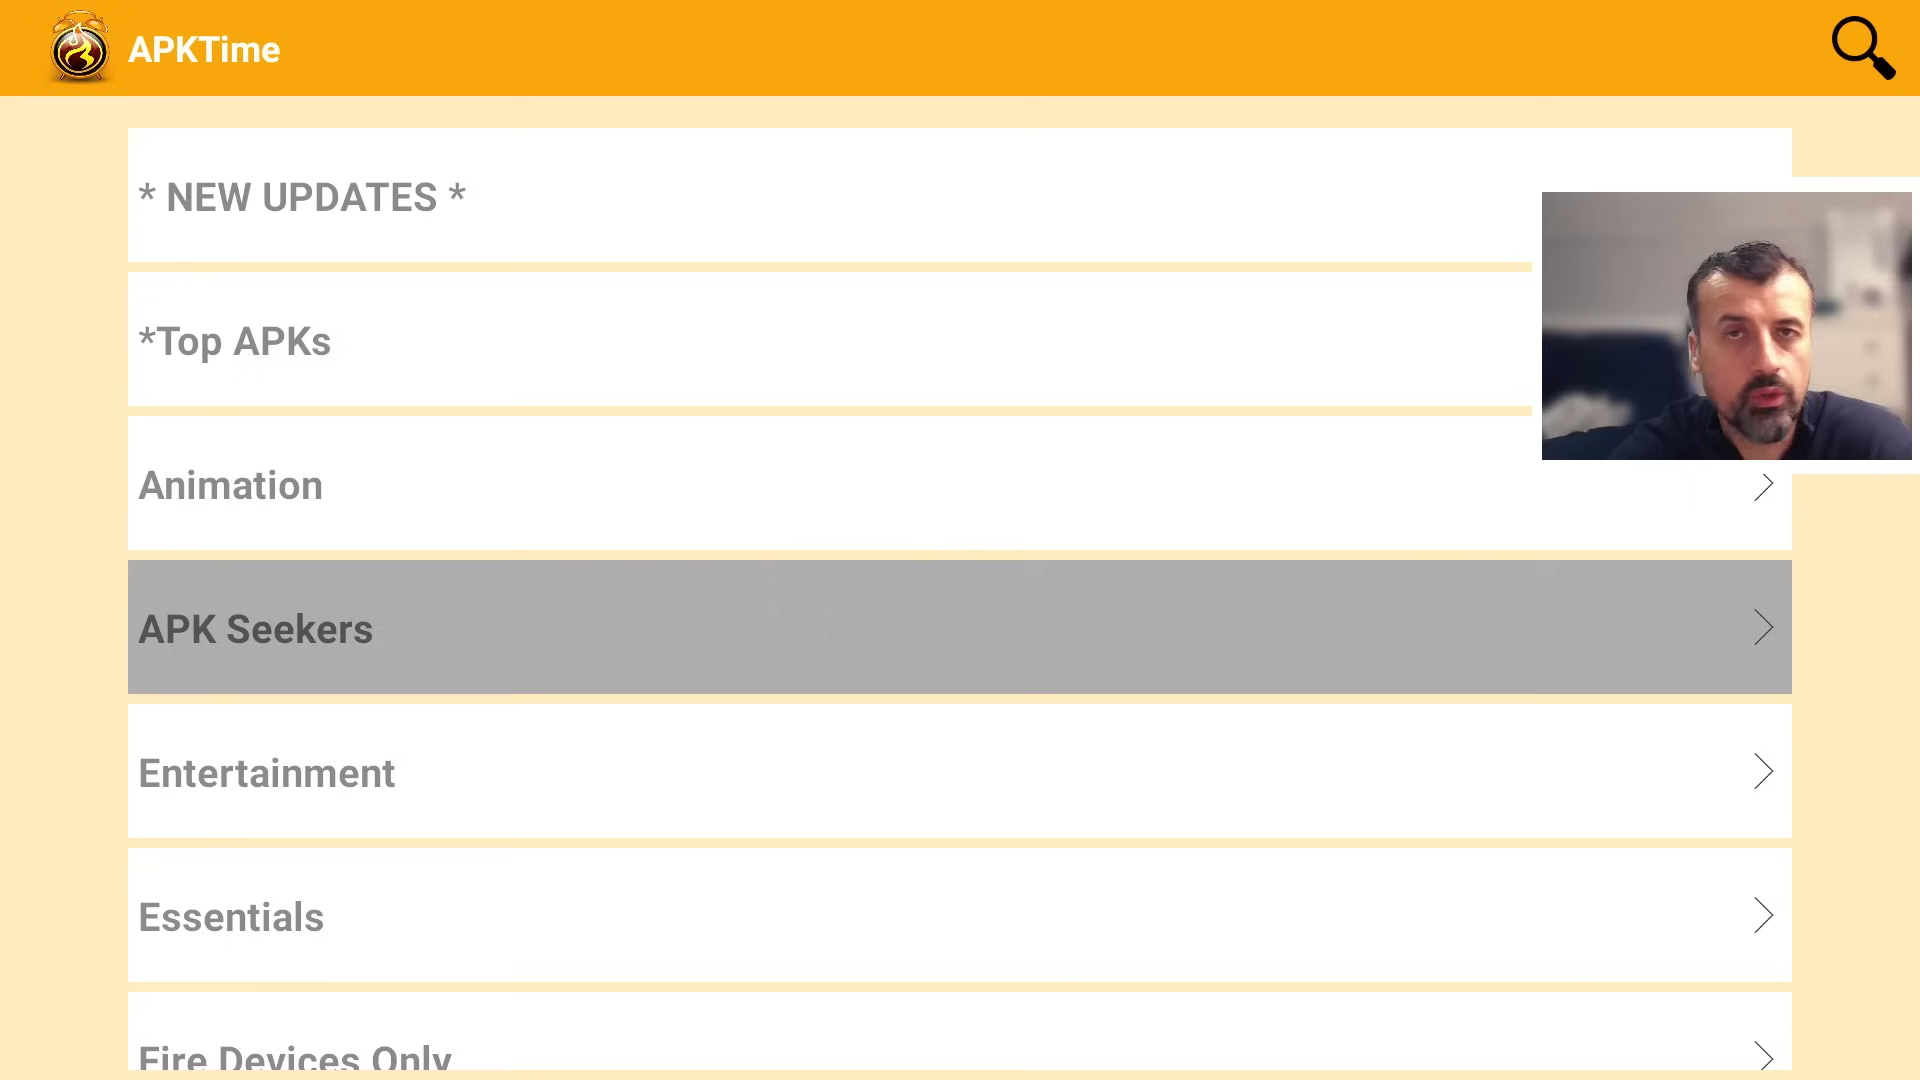 APKTime
* NEW UPDATES *
*Top APKs
Animation
APK Seekers
Entertainment
Essentials
Fire Devices Only